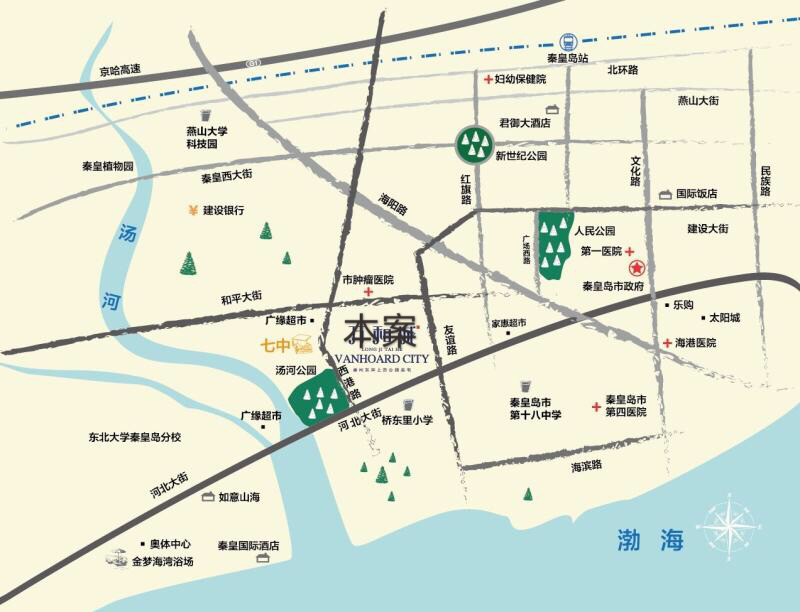 京哈高速
G1
秦皇岛站
妇幼保健院
北环路
燕山大街
君御大酒店
燕山大学
科技园
新世纪公园
秦皇植物园
秦皇西大街
红旗路
文化路
民族路
国际饭店
海阳路
建设银行
汤河
广场西路
人民公园
建设大街
第一医院
秦皇岛市政府
市肿瘤医院
和平大街
乐购
太阳城
广缘超市
本案
友谊路
家惠超市
七中
VANHOARD CITY
海港医院
汤河公园
西港路
秦皇岛市
第十八中学
秦皇岛市
第四医院
广缘超市
河北大街
桥东里小学
东北大学秦皇岛分校
海滨路
河北大街
如意山海
渤海
奥体中心
秦皇国际酒店
金梦海湾浴场